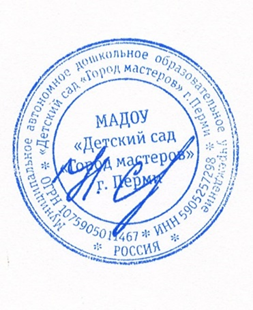 Муниципальное автономное дошкольное образовательное учреждение
«Детский сад «Город мастеров» г.Перми
* ОГРН 1075905011467 * ИНН 5905257298 *
* РОССИЯ *
МАДОУ
«Детский сад
«Город мастеров»
г. Перми